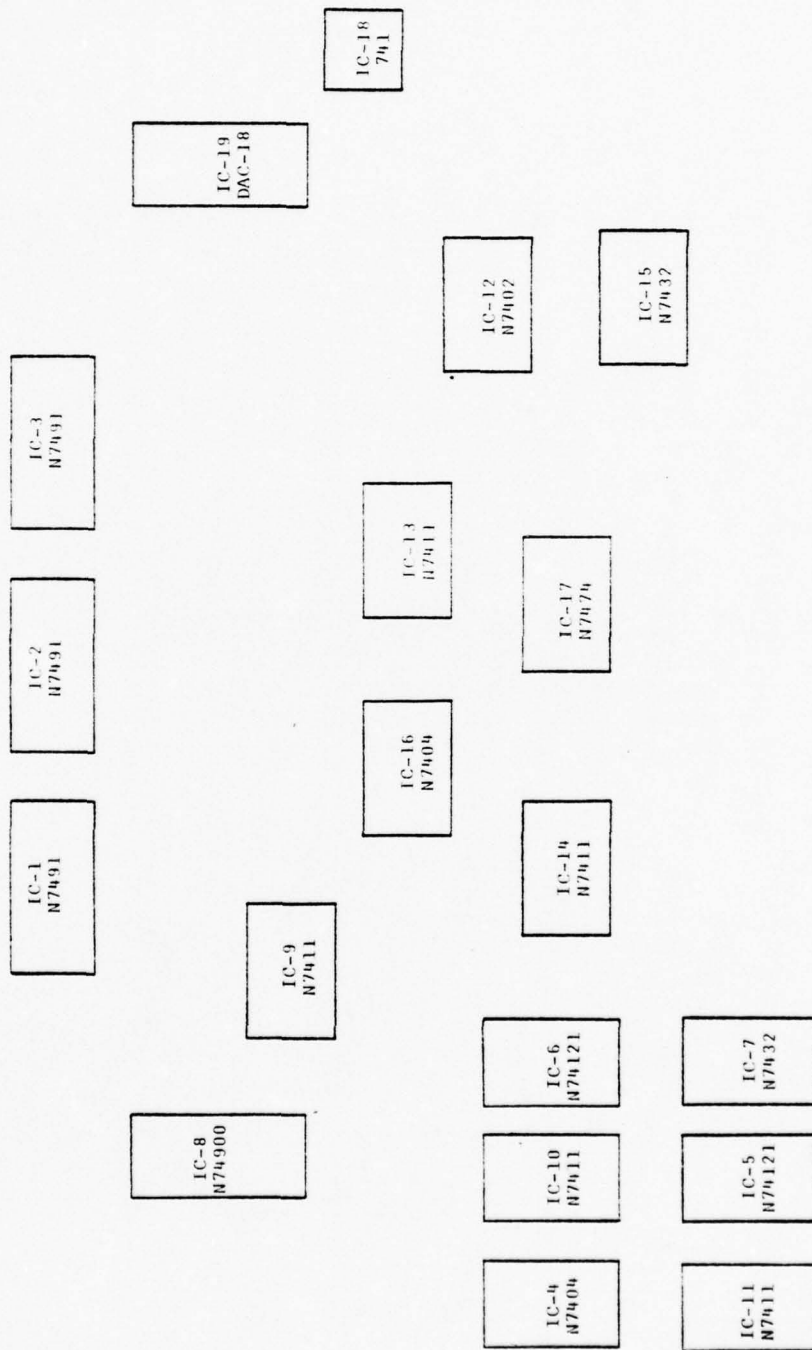 IC-1
N7491
IC-2
N7491
IC-3
N7491
IC-8
N74900
IC-19
DAC-18
IC-9
N7411
IC-18
741
IC-16
N7404
IC-13
N7411
IC-12
N7402
IC-4
N7404
IC-10
N7411
IC-6
N74121
IC-14
N7411
IC-17
N7474
IC-15
N7432
IC-11
N7411
IC-5
N74121
IC-7
N7432